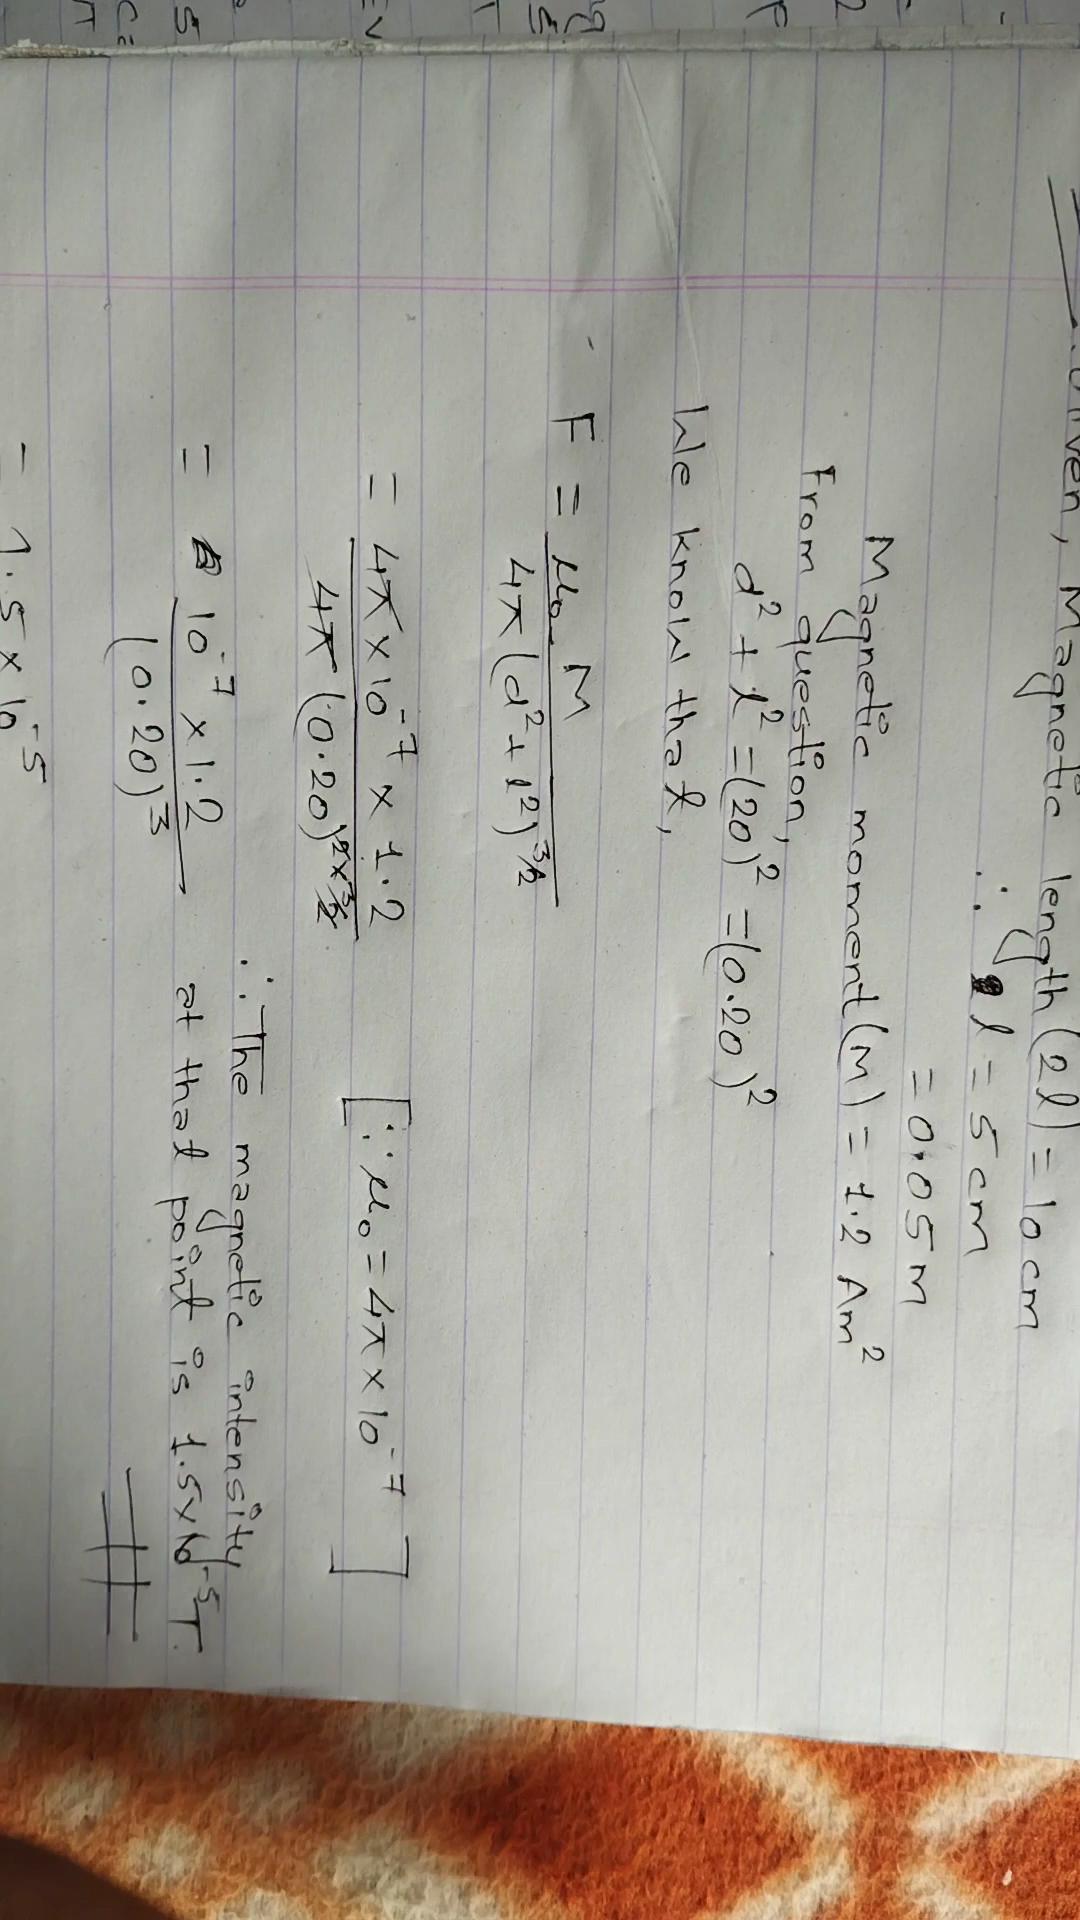 Given, Magnetic length (2l) = 10 cm
∴ l = 5 cm
= 0.05 m
Magnetic moment (M) = 1.2 Am²
From question,
d² + l² = (20)² = (0.20)²
We know that,
F = μ₀ M / 4π (d² + l²)^3/2
= 4π × 10⁻⁷ × 1.2 / 4π (0.20)^2×3/2 [∵ μ₀ = 4π × 10⁻⁷]
= 10⁻⁷ × 1.2 / (0.20)³
= 1.5 × 10⁻⁵
∴ The magnetic intensity
at that point is 1.5 × 10⁻⁵ T.